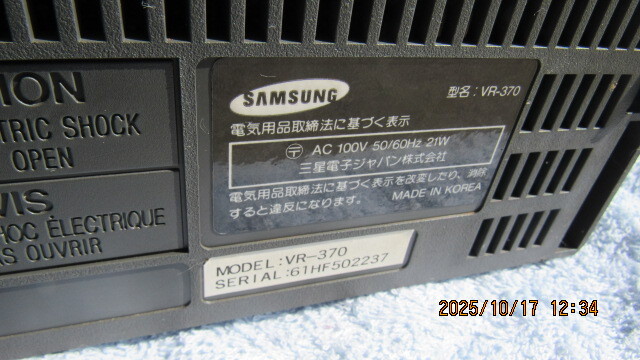 ION
TRIC SHOCK
OPEN
VIS
HOC ÉLECTRIQUE
AS OUVRIR
SAMSUNG
型名：VR-370
電気用品取締法に基づく表示
〒 AC 100V 50/60Hz 21W
三星電子ジャパン株式会社
電気用品取締法に基づく表示を改変したり、消除
すると違反になります。 MADE IN KOREA
MODEL:VR-370
SERIAL:61HF502237
2025/10/17 12:34